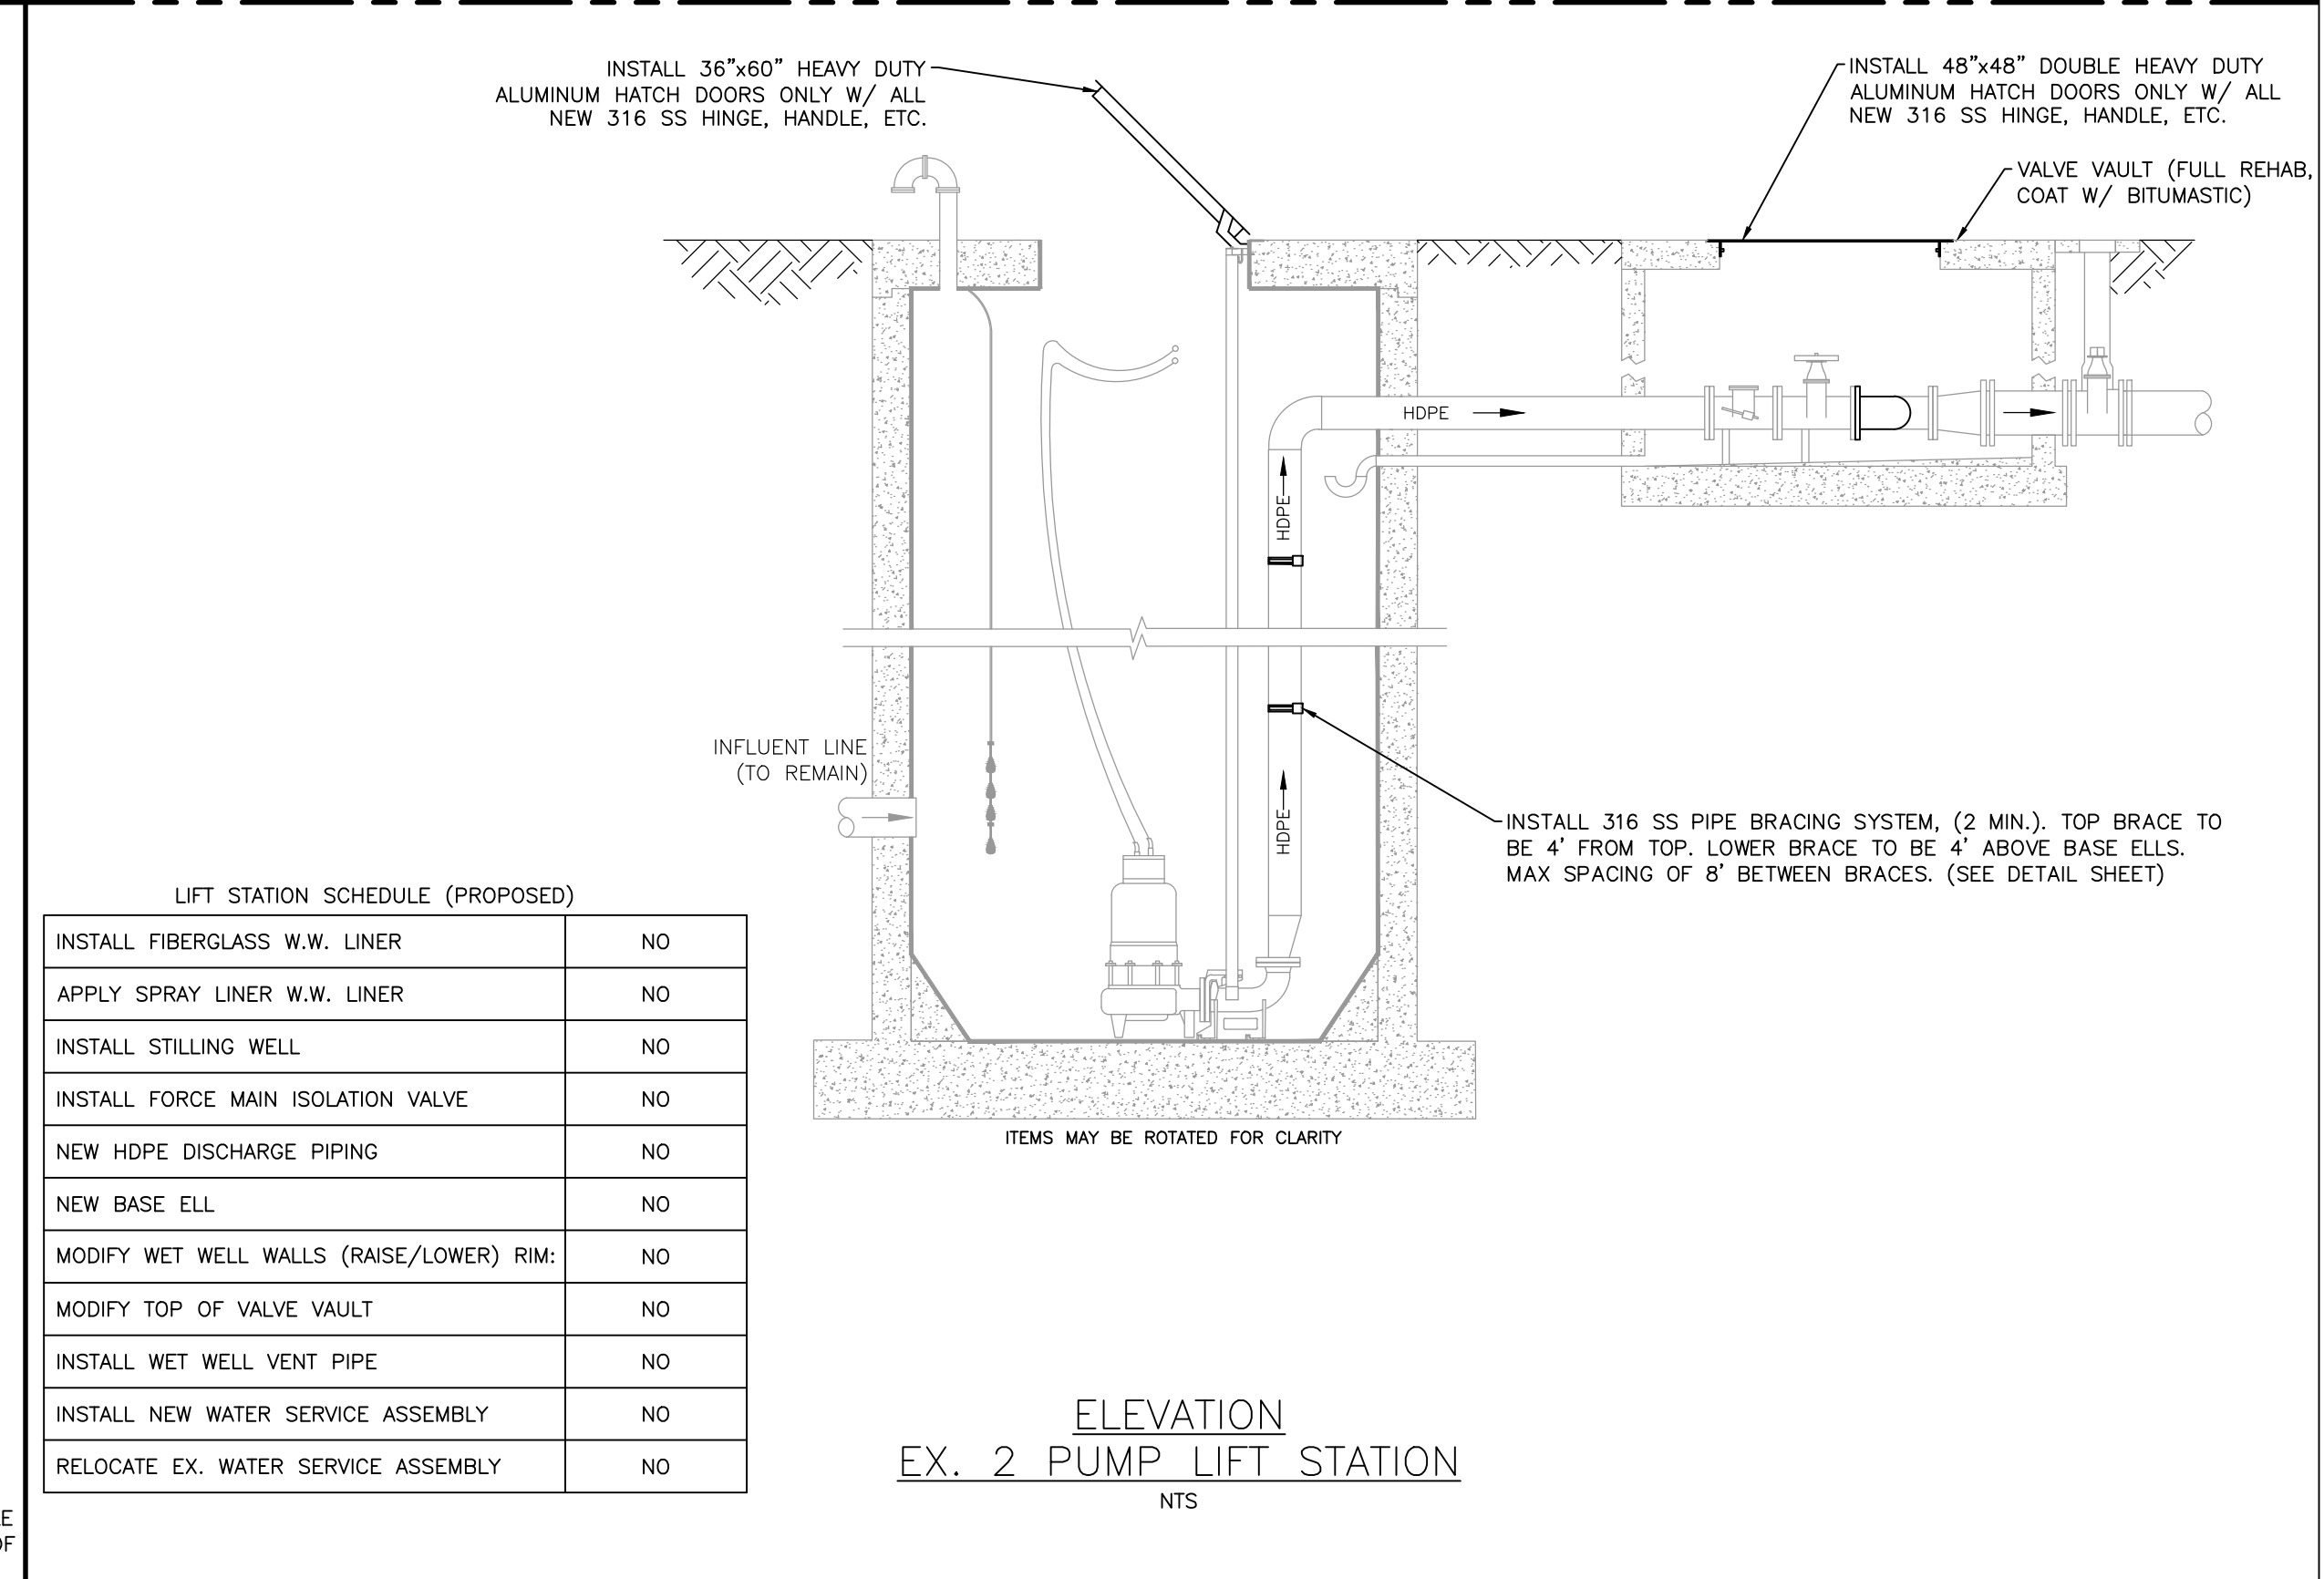 INSTALL 36”x60” HEAVY DUTY
ALUMINUM HATCH DOORS ONLY W/ ALL
NEW 316 SS HINGE, HANDLE, ETC.
INSTALL 48”x48” DOUBLE HEAVY DUTY
ALUMINUM HATCH DOORS ONLY W/ ALL
NEW 316 SS HINGE, HANDLE, ETC.
VALVE VAULT (FULL REHAB,
COAT W/ BITUMASTIC)
HDPE
HDPE
HDPE
INFLUENT LINE
(TO REMAIN)
INSTALL 316 SS PIPE BRACING SYSTEM, (2 MIN.). TOP BRACE TO
BE 4’ FROM TOP. LOWER BRACE TO BE 4’ ABOVE BASE ELLS.
MAX SPACING OF 8’ BETWEEN BRACES. (SEE DETAIL SHEET)
ITEMS MAY BE ROTATED FOR CLARITY
LIFT STATION SCHEDULE (PROPOSED)
INSTALL FIBERGLASS W.W. LINER NO
APPLY SPRAY LINER W.W. LINER NO
INSTALL STILLING WELL NO
INSTALL FORCE MAIN ISOLATION VALVE NO
NEW HDPE DISCHARGE PIPING NO
NEW BASE ELL NO
MODIFY WET WELL WALLS (RAISE/LOWER) RIM: NO
MODIFY TOP OF VALVE VAULT NO
INSTALL WET WELL VENT PIPE NO
INSTALL NEW WATER SERVICE ASSEMBLY NO
RELOCATE EX. WATER SERVICE ASSEMBLY NO
ELEVATION
EX. 2 PUMP LIFT STATION
NTS